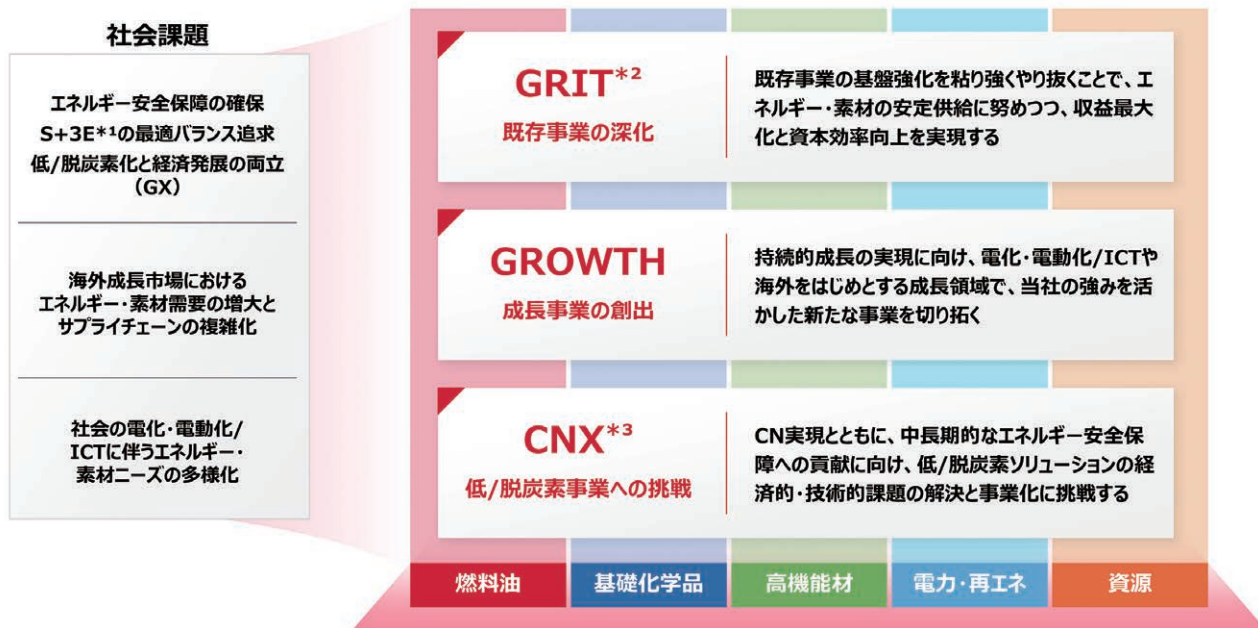 社会課題
エネルギー安全保障の確保
S+3E*1の最適バランス追求
低/脱炭素化と経済発展の両立
(GX)
海外成長市場における
エネルギー・素材需要の増大と
サプライチェーンの複雑化
社会の電化・電動化/
ICTに伴うエネルギー・
素材ニーズの多様化
GRIT*2
既存事業の深化
既存事業の基盤強化を粘り強くやり抜くことで、エ
ネルギー・素材の安定供給に努めつつ、収益最大
化と資本効率向上を実現する
GROWTH
成長事業の創出
持続的成長の実現に向け、電化・電動化/ICTや
海外をはじめとする成長領域で、当社の強みを活
かした新たな事業を切り拓く
CNX*3
低/脱炭素事業への挑戦
CN実現とともに、中長期的なエネルギー安全保
障への貢献に向け、低/脱炭素ソリューションの経
済的・技術的課題の解決と事業化に挑戦する
燃料油
基礎化学品
高機能材
電力・再エネ
資源